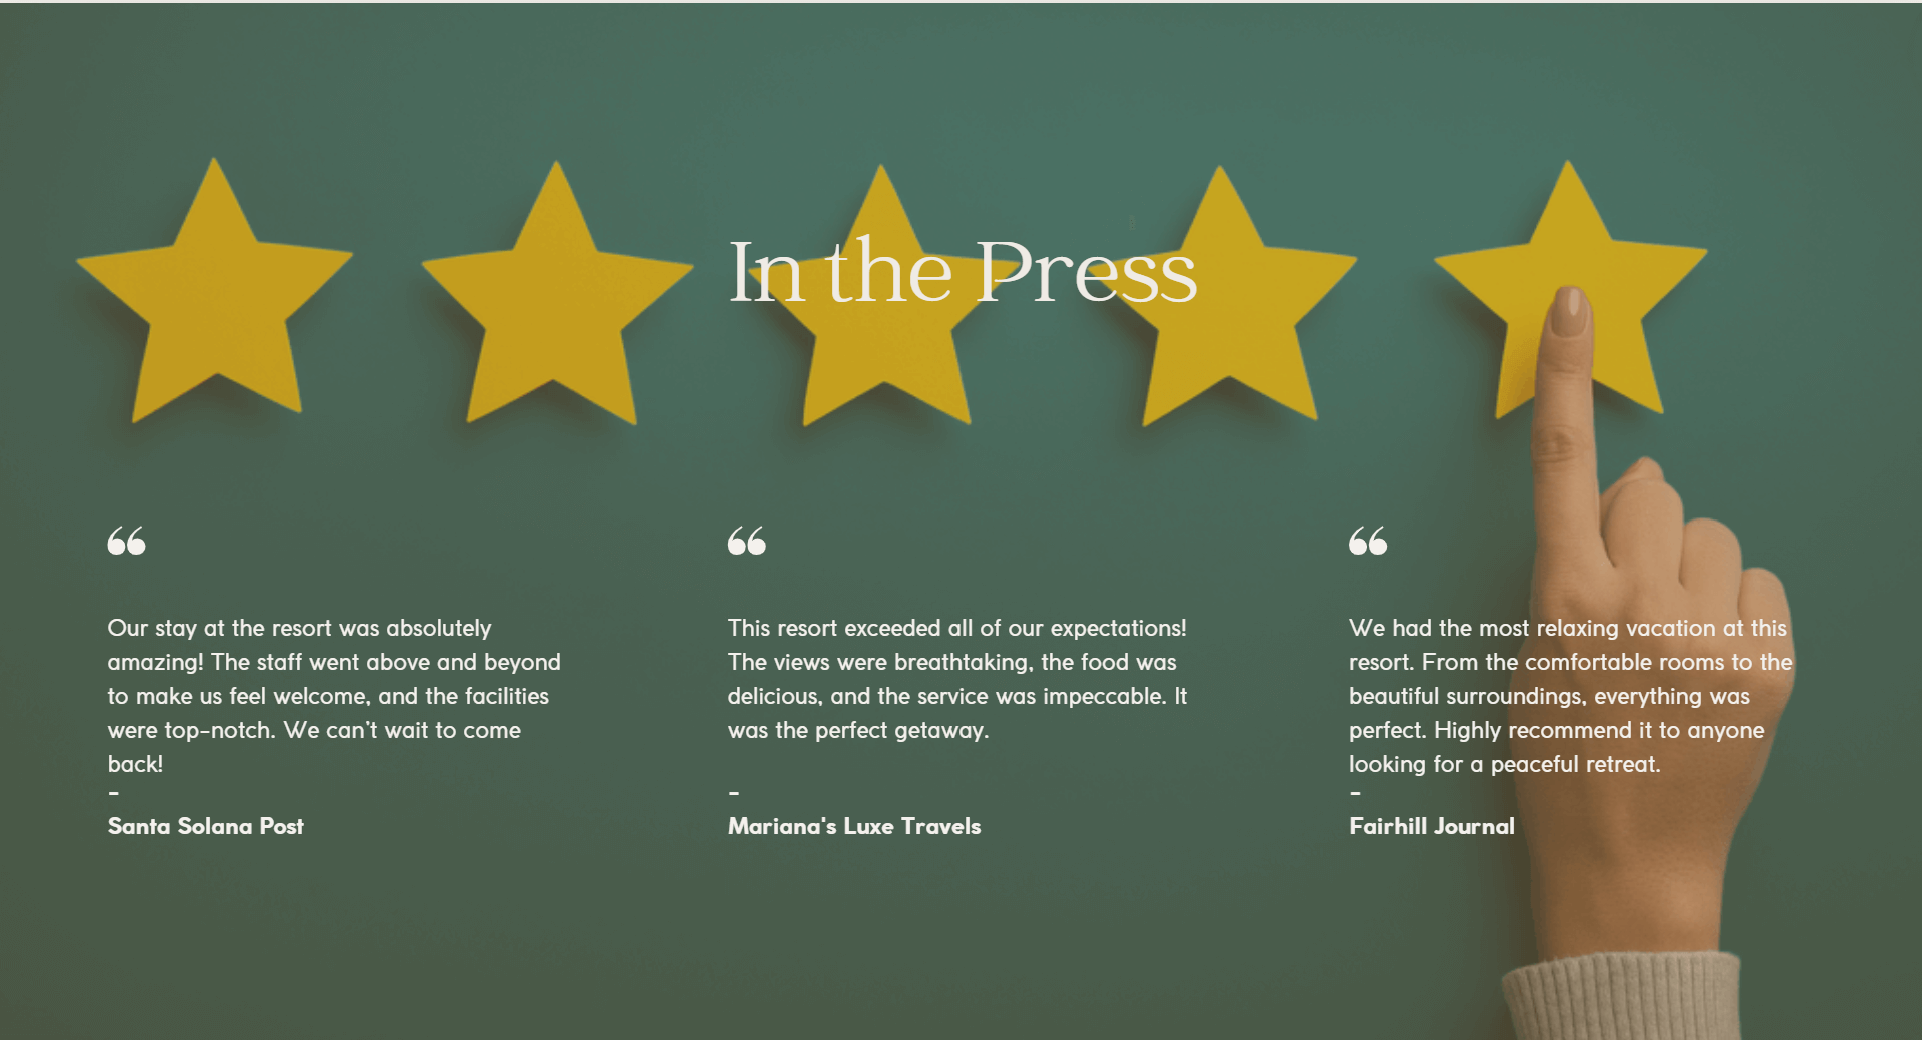 In the Press
“
Our stay at the resort was absolutely
amazing! The staff went above and beyond
to make us feel welcome, and the facilities
were top-notch. We can't wait to come
back!
-
Santa Solana Post
“
This resort exceeded all of our expectations!
The views were breathtaking, the food was
delicious, and the service was impeccable. It
was the perfect getaway.
-
Mariana's Luxe Travels
“
We had the most relaxing vacation at this
resort. From the comfortable rooms to the
beautiful surroundings, everything was
perfect. Highly recommend it to anyone
looking for a peaceful retreat.
-
Fairhill Journal